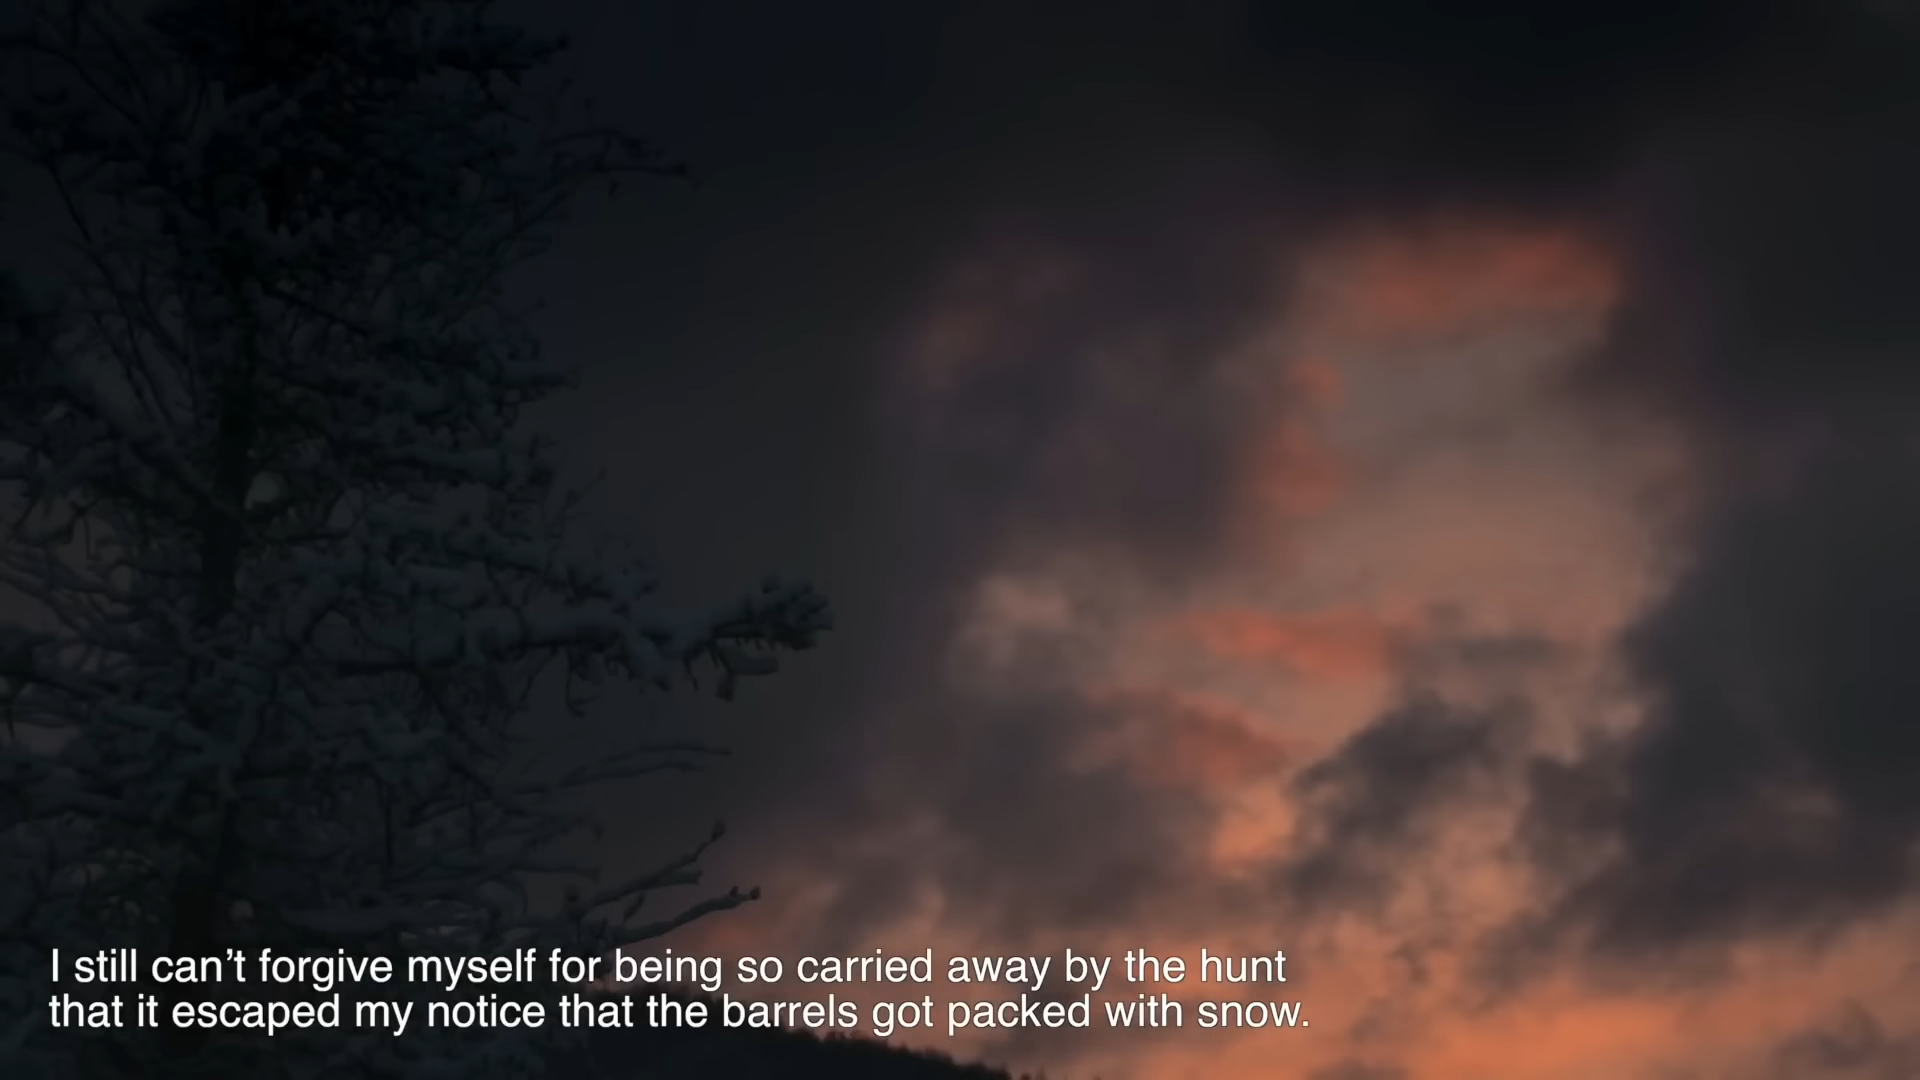 I still can’t forgive myself for being so carried away by the hunt
that it escaped my notice that the barrels got packed with snow.